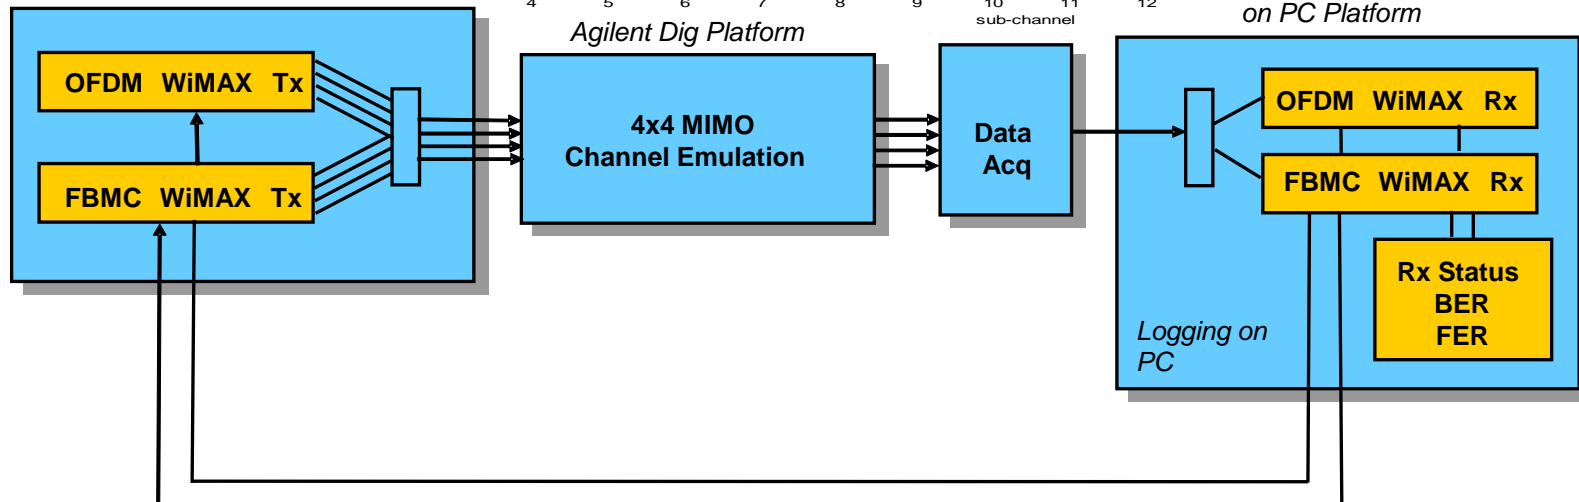 4 5 6 7 8 9 10 11 12
sub-channel
on PC Platform
Agilent Dig Platform
OFDM WiMAX Tx
FBMC WiMAX Tx
4x4 MIMO
Channel Emulation
Data
Acq
OFDM WiMAX Rx
FBMC WiMAX Rx
Rx Status
BER
FER
Logging on
PC